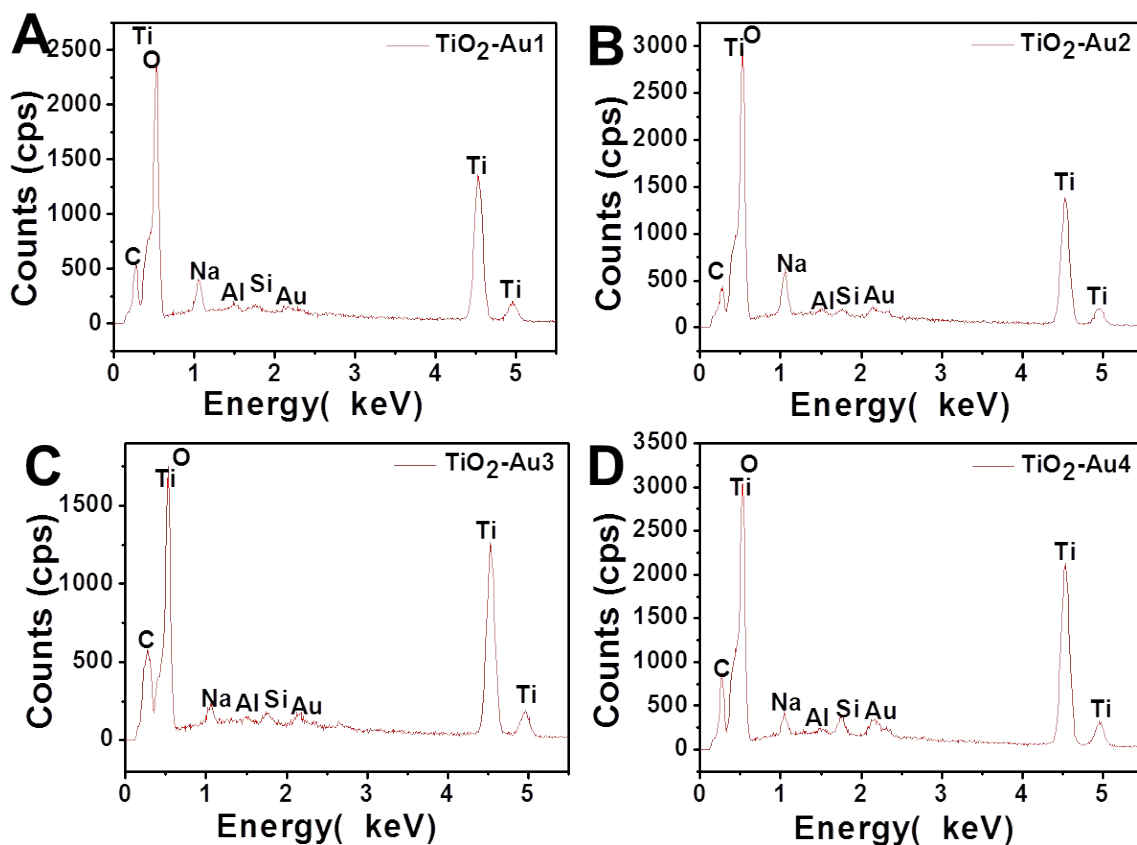 A
Ti
O
TiO2-Au1
2500
2000
1500
1000
500
0
C
Na
Al
Si
Au
Ti
Ti
0 1 2 3 4 5
Counts (cps)
Energy( keV)
B
Ti
O
TiO2-Au2
3000
2500
2000
1500
1000
500
0
C
Na
Al
Si
Au
Ti
Ti
0 1 2 3 4 5
Counts (cps)
Energy( keV)
C
O
Ti
TiO2-Au3
1500
1000
500
0
C
Na
Al
Si
Au
Ti
Ti
0 1 2 3 4 5
Counts (cps)
Energy( keV)
D
O
Ti
TiO2-Au4
3500
3000
2500
2000
1500
1000
500
0
C
Na
Al
Si
Au
Ti
Ti
0 1 2 3 4 5
Counts (cps)
Energy( keV)